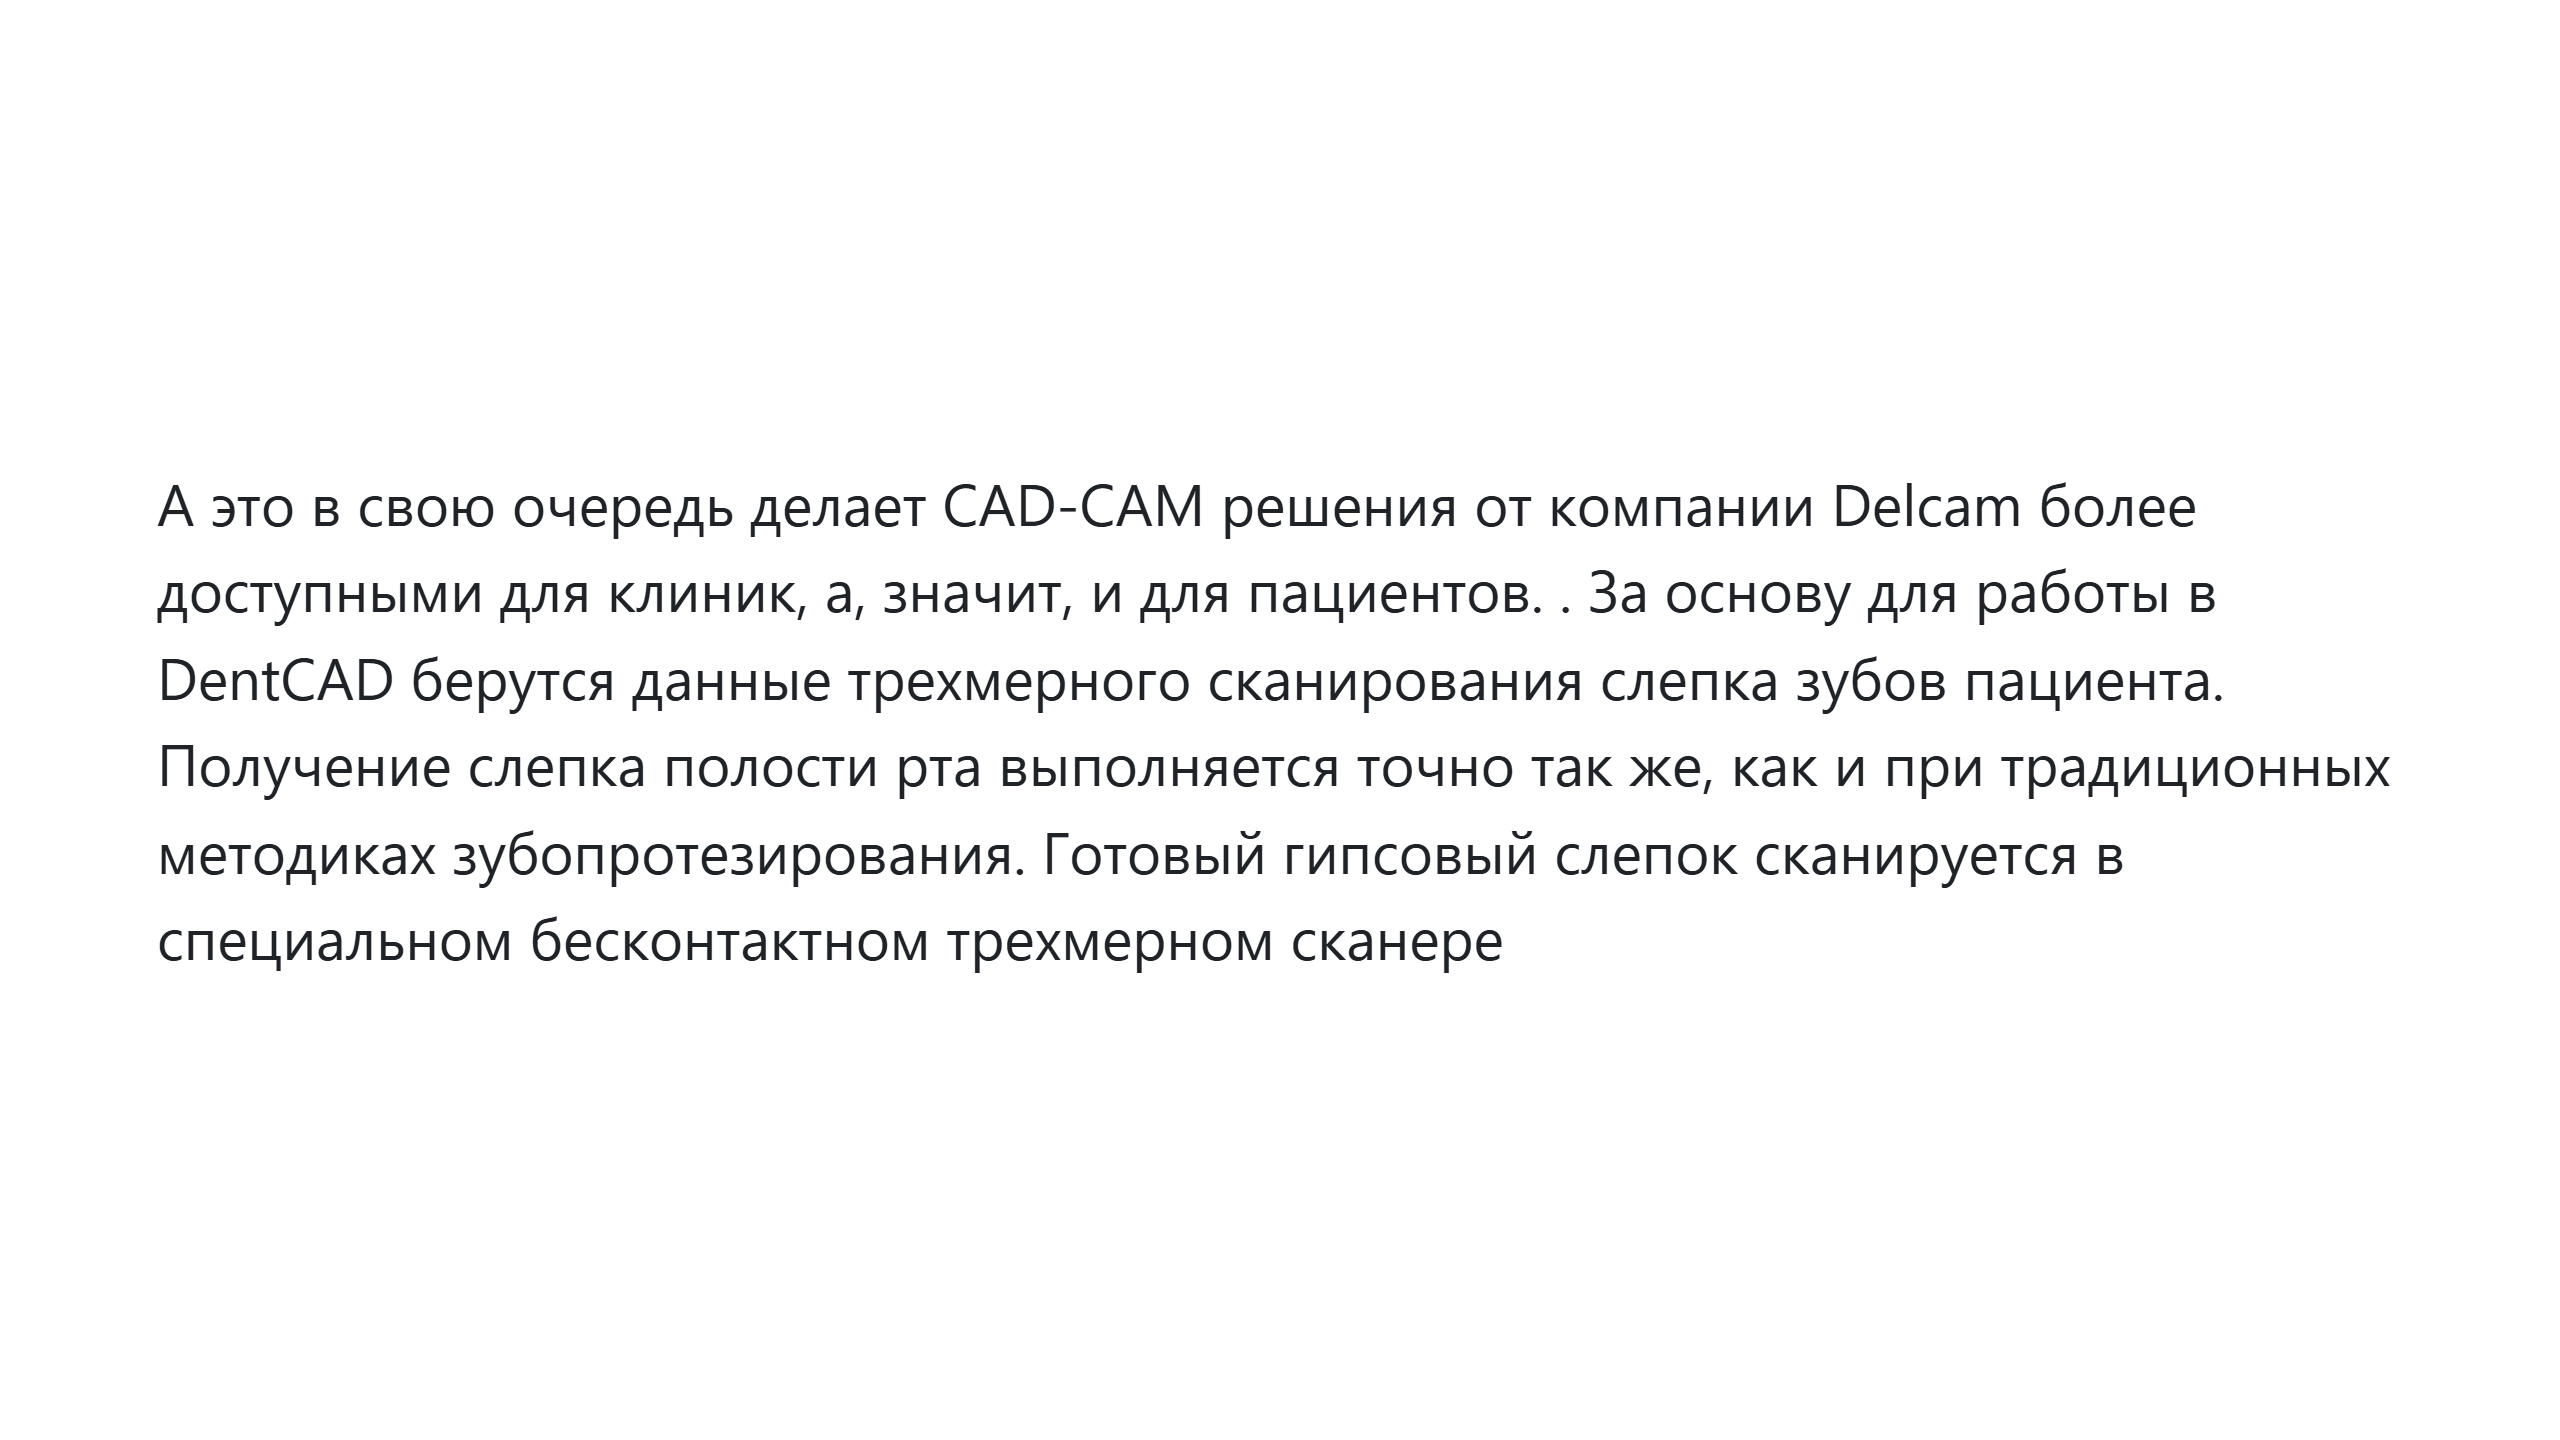 А это в свою очередь делает CAD-CAM решения от компании Delcam более
доступными для клиник, а, значит, и для пациентов. . За основу для работы в
DentCAD берутся данные трехмерного сканирования слепка зубов пациента.
Получение слепка полости рта выполняется точно так же, как и при традиционных
методиках зубопротезирования. Готовый гипсовый слепок сканируется в
специальном бесконтактном трехмерном сканере